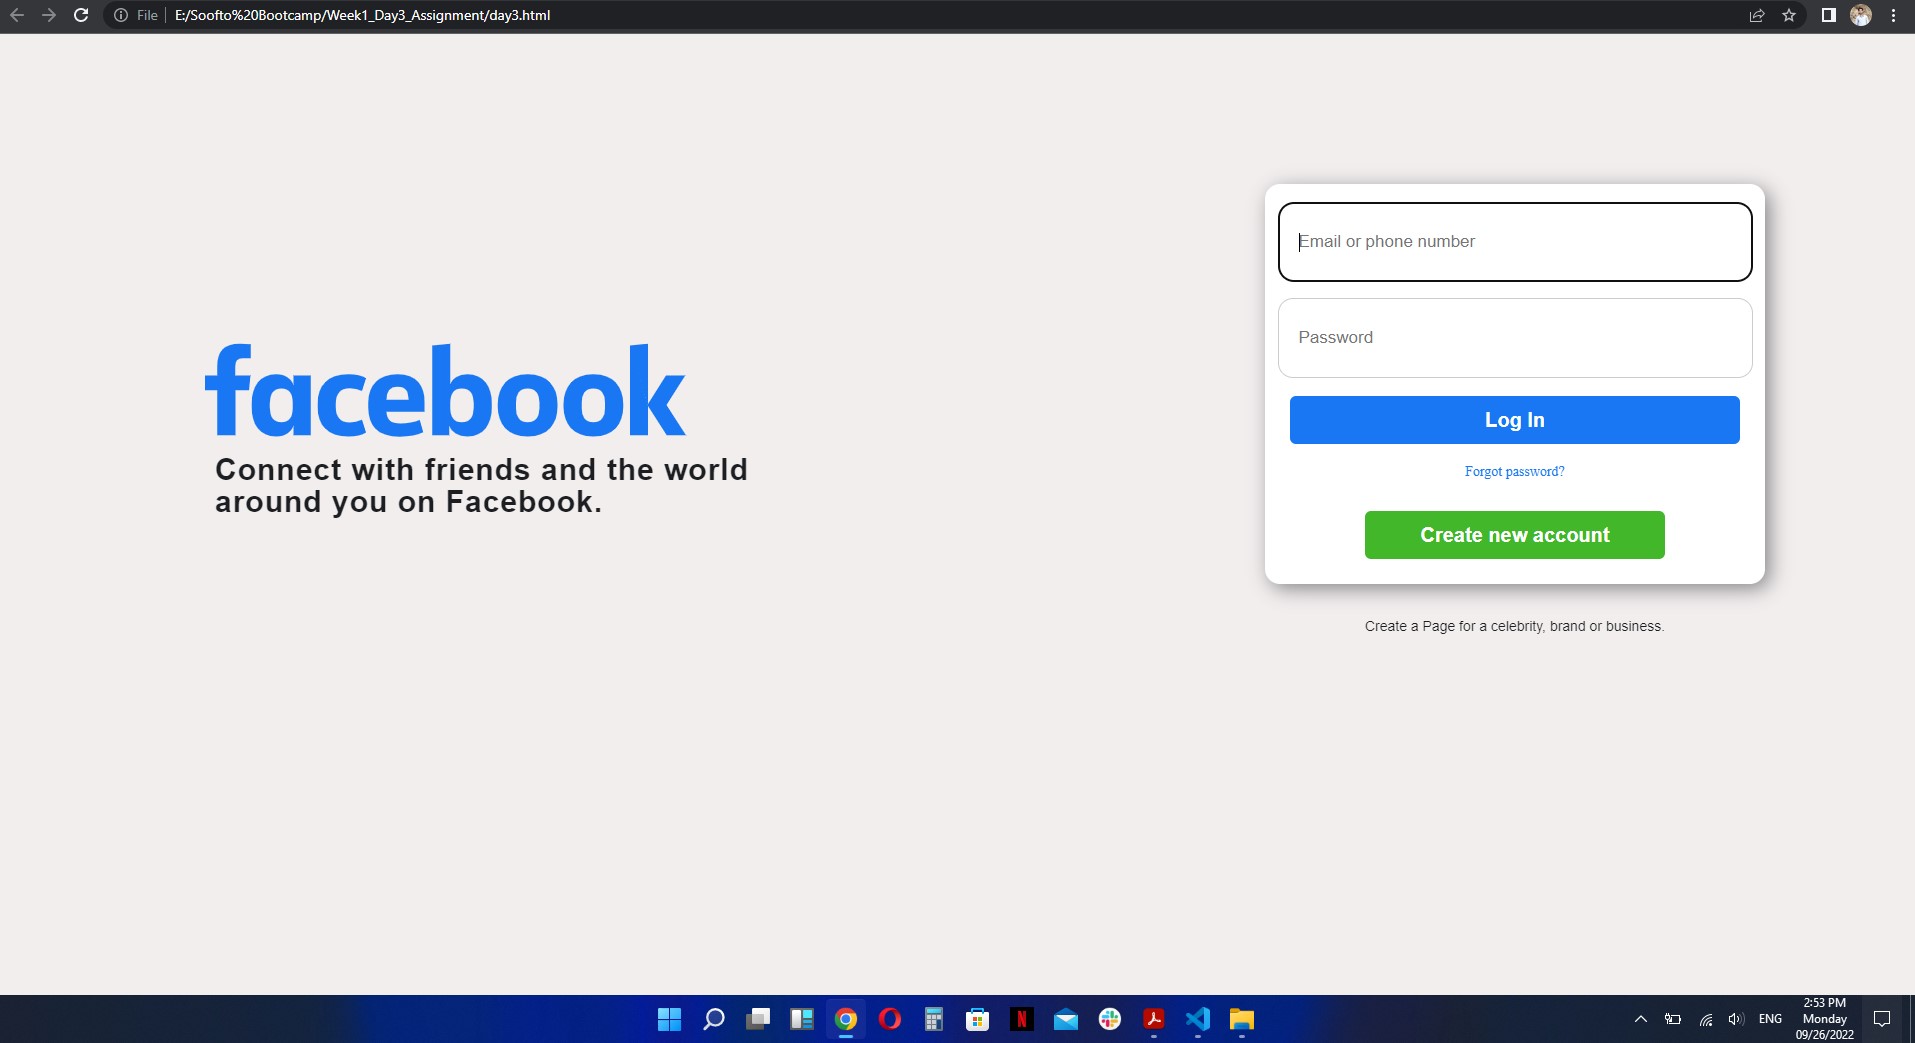 File
E:/Soofto%20Bootcamp/Week1_Day3_Assignment/day3.html
facebook
Connect with friends and the world
around you on Facebook.
Email or phone number
Password
Log In
Forgot password?
Create new account
Create a Page for a celebrity, brand or business.
N
ENG
2:53 PM
Monday
09/26/2022